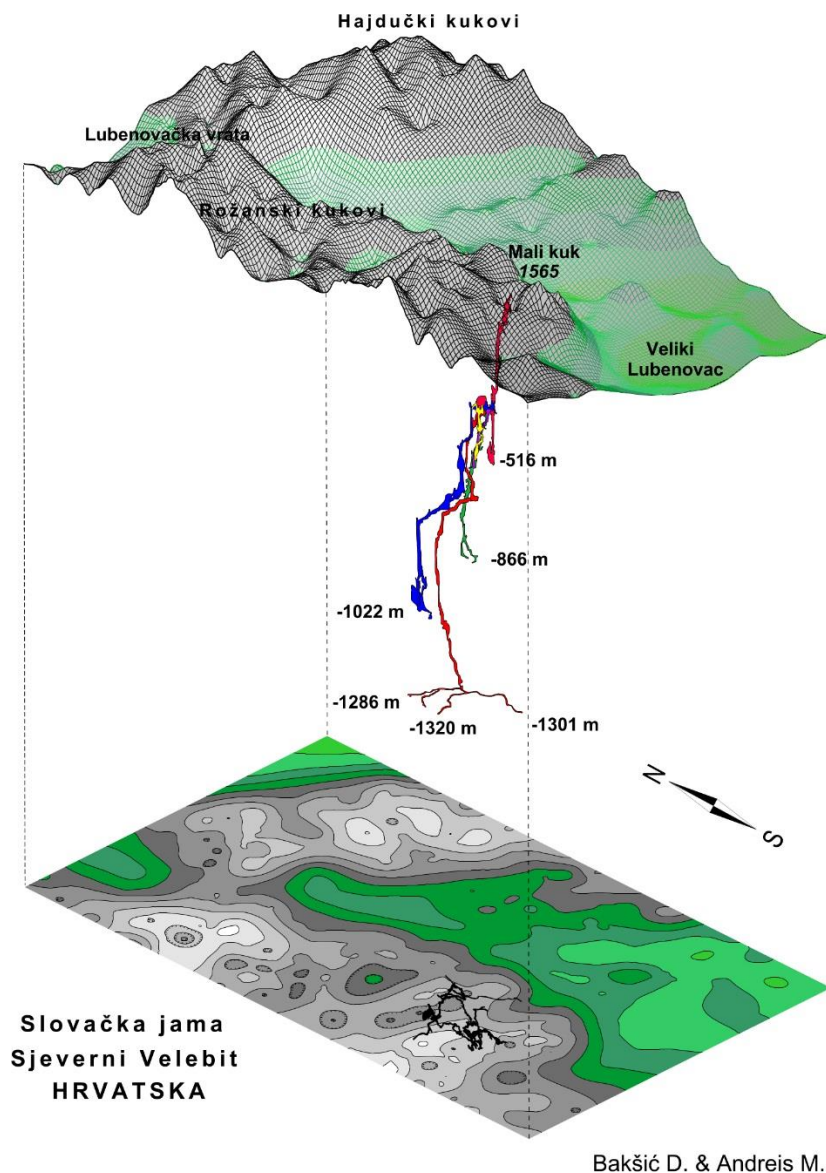 Hajdučki kukovi
Lubenovačka vrata
Rožanski kukovi
Mali kuk
1565
Veliki
Lubenovac
-516 m
-866 m
-1022 m
-1286 m
-1320 m
-1301 m
N
S
Slovačka jama
Sjeverni Velebit
HRVATSKA
Bakšić D. & Andreis M.